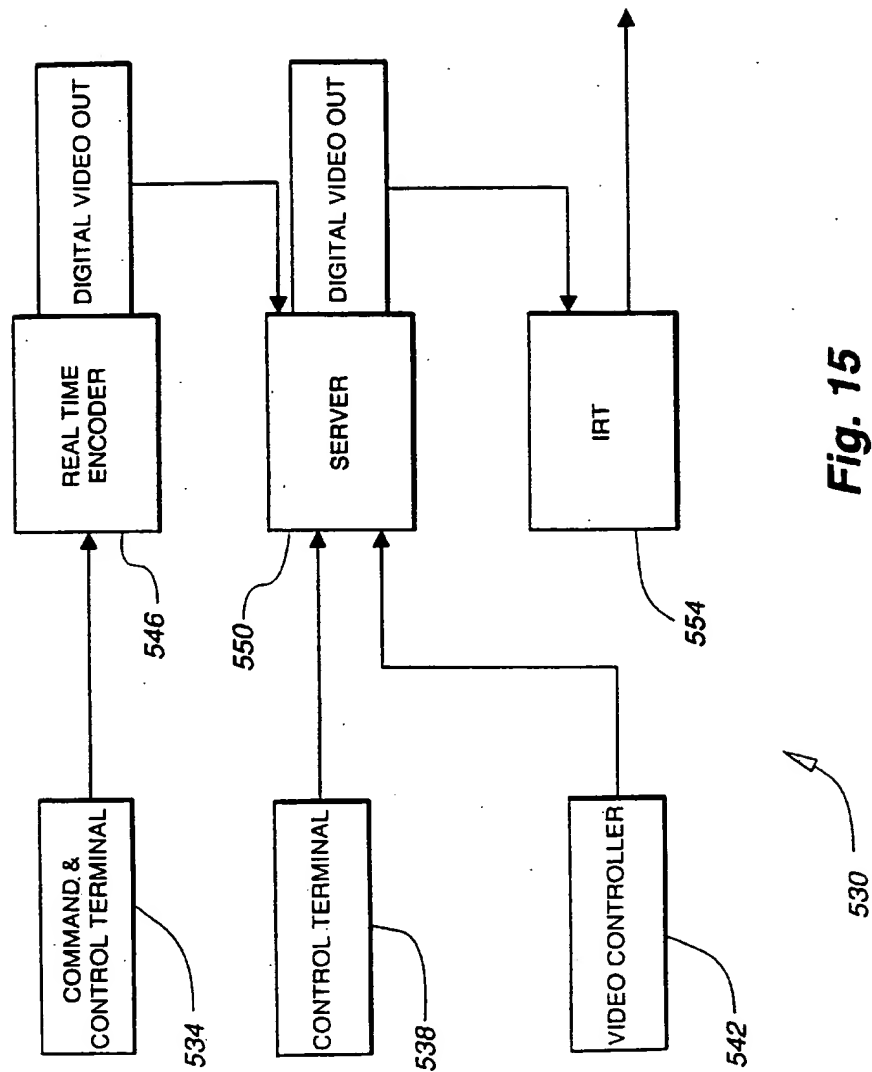 COMMAND &
CONTROL TERMINAL
534
REAL TIME
ENCODER
546
DIGITAL VIDEO OUT
CONTROL TERMINAL
538
SERVER
550
DIGITAL VIDEO OUT
VIDEO CONTROLLER
542
IRT
554
530
Fig. 15